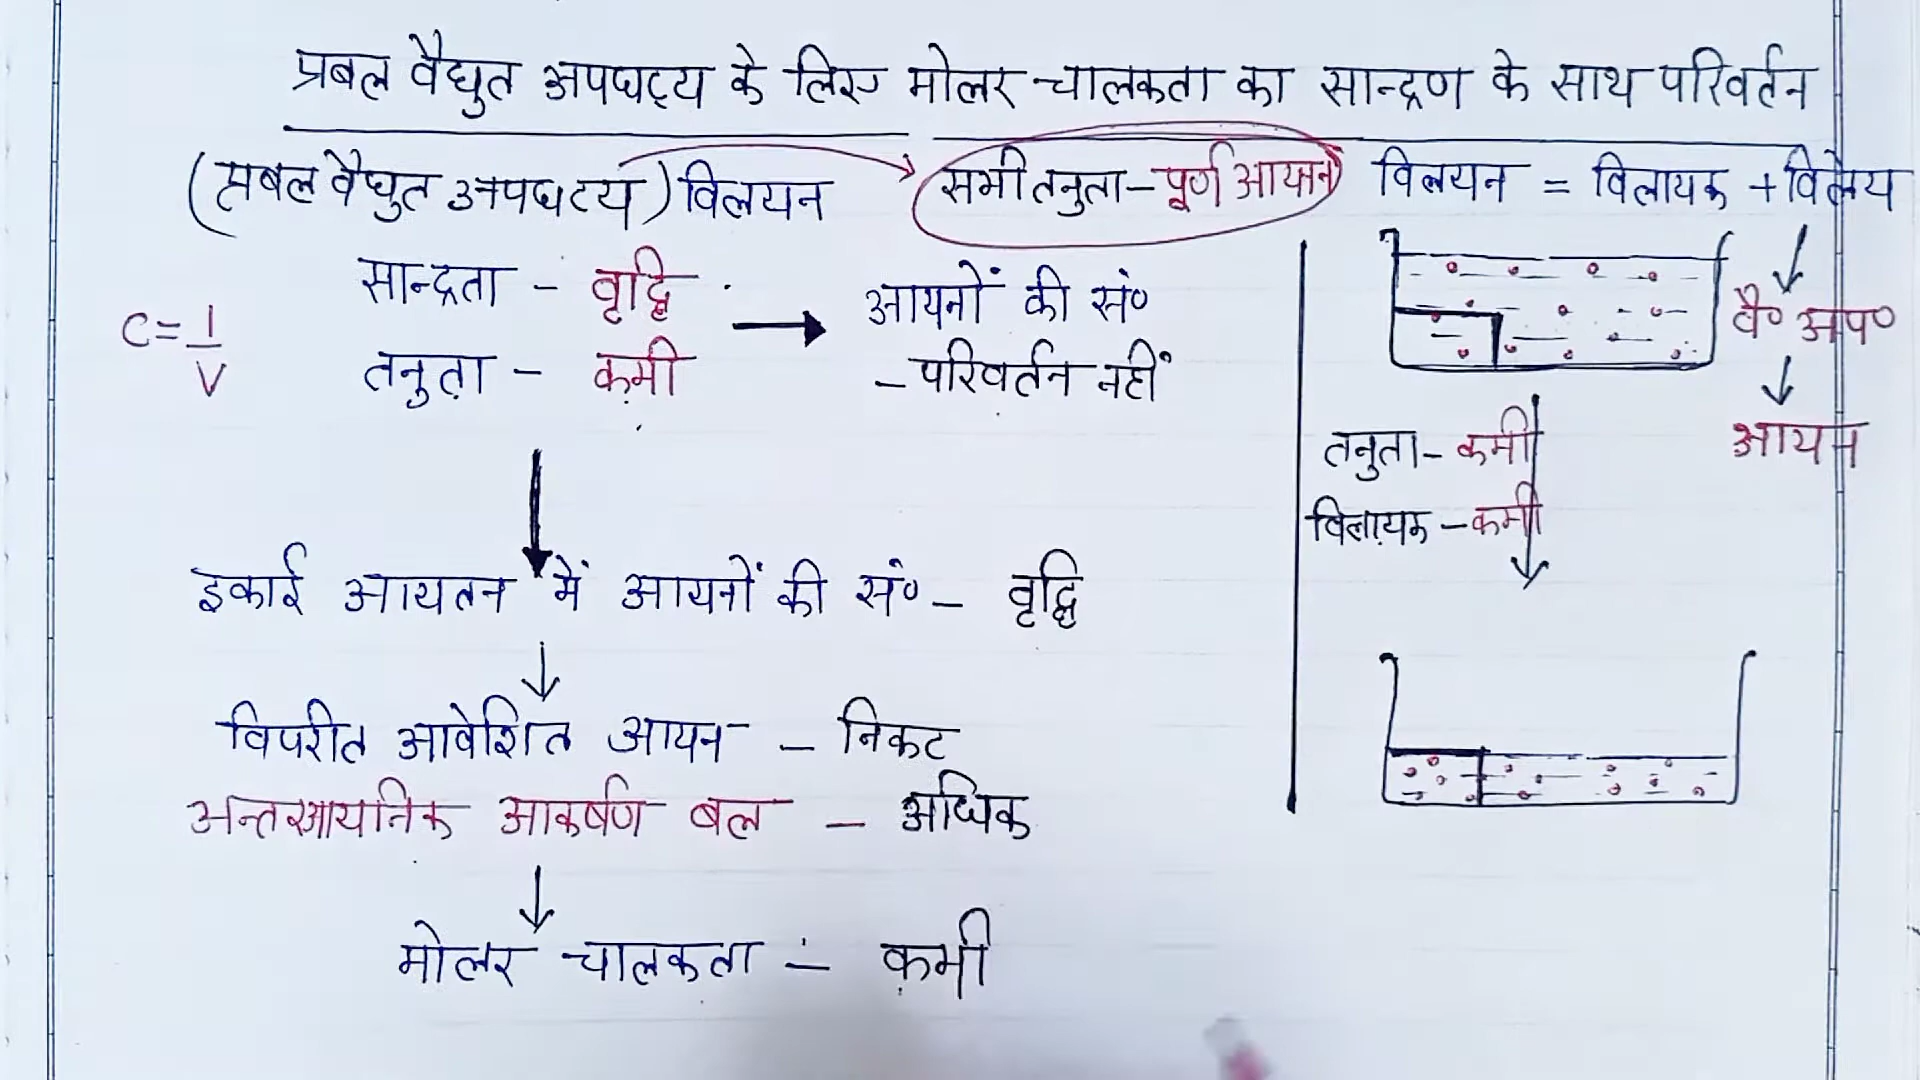 प्रबल वैद्युत अपघट्य के लिए मोलर चालकता का सान्द्रण के साथ परिवर्तन
(प्रबल वैद्युत अपघट्य) विलयन
सभी तनुता - पूर्ण आयनन
सान्द्रता - वृद्धि
तनुता - कमी
C = 1/V
आयनों की सं०
- परिवर्तन नहीं
इकाई आयतन में आयनों की सं० - वृद्धि
विपरीत आवेशित आयन - निकट
अन्तरआयनिक आकर्षण बल - अधिक
मोलर चालकता :- कमी
विलयन = विलायक + विलेय
वै० अप०
आयन
तनुता - कमी
विलायक - कमी